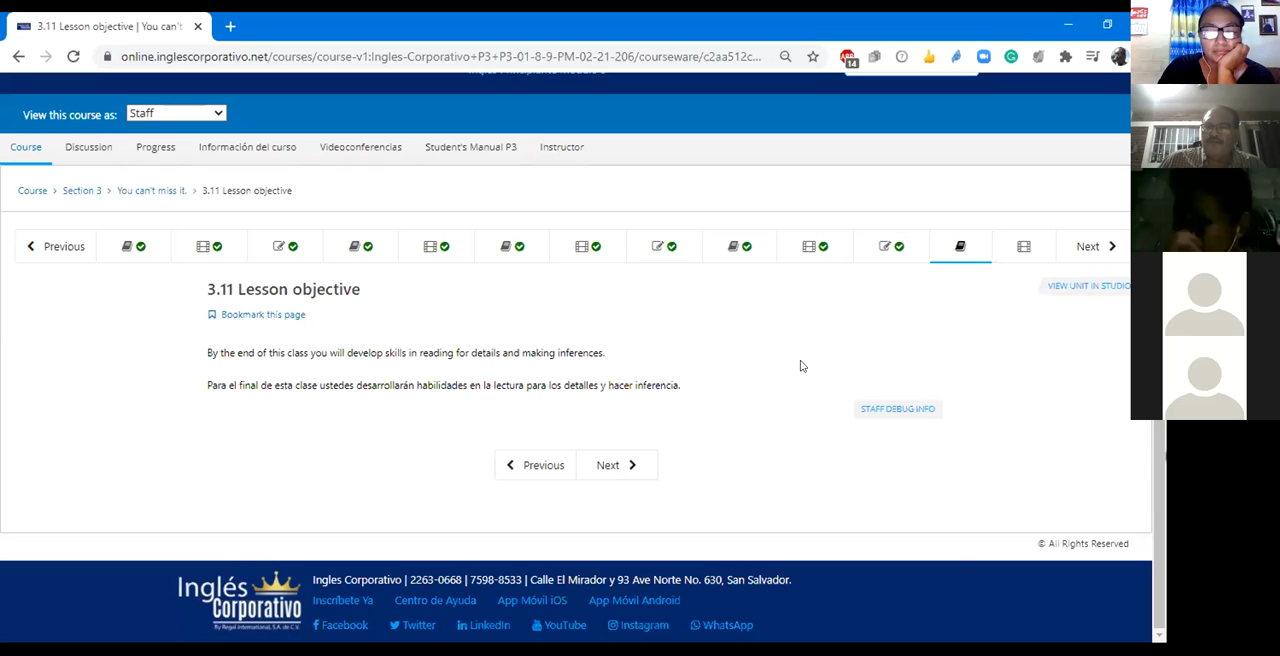 3.11 Lesson objective | You can't
online.inglescorporativo.net/courses/course-v1:Ingles-Corporativo+P3+01-8-9-PM-02-21-206/courseware/c2aa512c...
14
View this course as: Staff
Course Discussion Progress Información del curso Videoconferencias Student's Manual P3 Instructor
Course > Section 3 > You can't miss it. > 3.11 Lesson objective
Previous Next
3.11 Lesson objective
VIEW UNIT IN STUDIO
Bookmark this page
By the end of this class you will develop skills in reading for details and making inferences.
Para el final de esta clase ustedes desarrollarán habilidades en la lectura para los detalles y hacer inferencia.
STAFF DEBUG INFO
Previous Next
© All Rights Reserved
Inglés Corporativo
By Regal International, S.A. de C.V.
Ingles Corporativo | 2263-0668 | 7598-8533 | Calle El Mirador y 93 Ave Norte No. 630, San Salvador.
Inscríbete Ya Centro de Ayuda App Móvil iOS App Móvil Android
Facebook Twitter LinkedIn YouTube Instagram WhatsApp